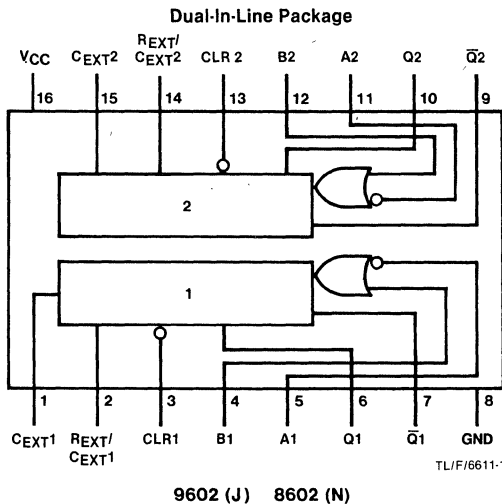 Dual-In-Line Package
VCC CEXT2 REXT/ CEXT2 CLR 2 B2 A2 Q2 Q̅2
16 15 14 13 12 11 10 9
2
1
1 2 3 4 5 6 7 8
CEXT1 REXT/ CEXT1 CLR1 B1 A1 Q1 Q̅1 GND
TL/F/6611-1
9602 (J) 8602 (N)